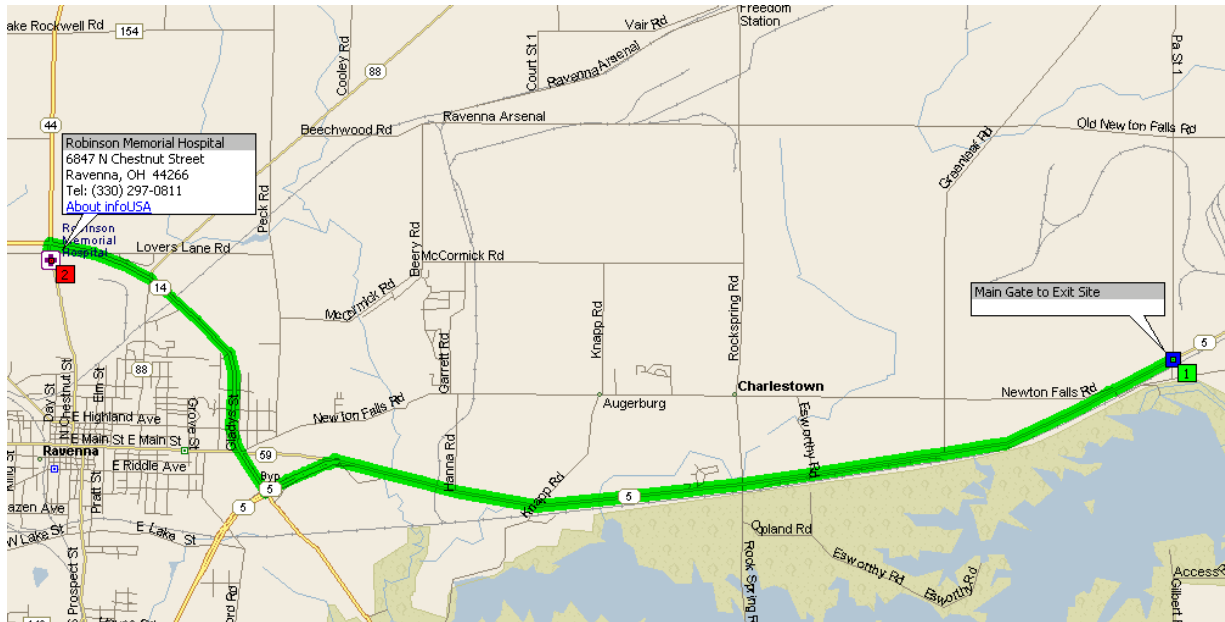 ake Rockwell Rd
154
Cooley Rd
88
Court St 1
Vair Rd
Freedom
Station
Ravenna Arsenal
Pa St 1
44
Beechwood Rd
Ravenna Arsenal
Old Newton Falls Rd
Greenleaf Rd
Robinson Memorial Hospital
6847 N Chestnut Street
Ravenna, OH 44266
Tel: (330) 297-0811
About infoUSA
Peck Rd
Robinson
Memorial
Hospital
Lovers Lane Rd
2
14
Beery Rd
McCormick Rd
McCormick Rd
Knapp Rd
Rockspring Rd
Main Gate to Exit Site
5
1
Garrett Rd
88
Day St
N Chestnut St
Elm St
Grove St
Gladys St
E Highland Ave
Newton Falls Rd
Augerburg
Charlestown
Newton Falls Rd
E Main St
E Main St
59
Ravenna
E Riddle Ave
Byp
5
Hanna Rd
Knapp Rd
5
Esworthy Rd
Pratt St
azen Ave
5
W Lake St
E Lake St
Copland Rd
Rock Spring Rd
Esworthy Rd
Esworthy Rd
Access R
Gilbert
S Prospect St
ord Rd